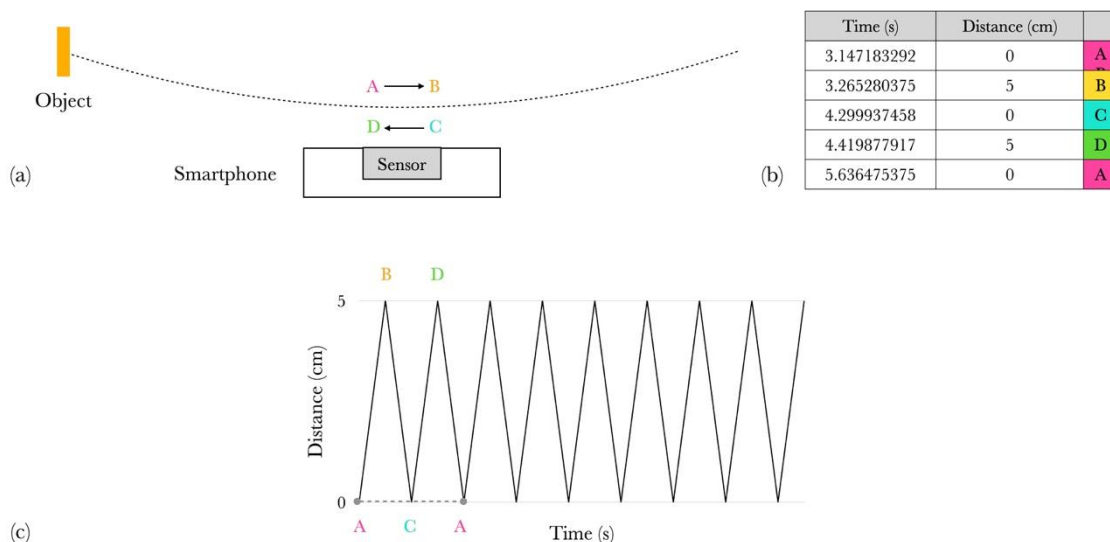 Object
A B
D C
Sensor
Smartphone
(a)
Time (s) Distance (cm)
3.147183292 0 A
3.265280375 5 B
4.299937458 0 C
4.419877917 5 D
5.636475375 0 A
(b)
B D
5
Distance (cm)
0
A C A
Time (s)
(c)